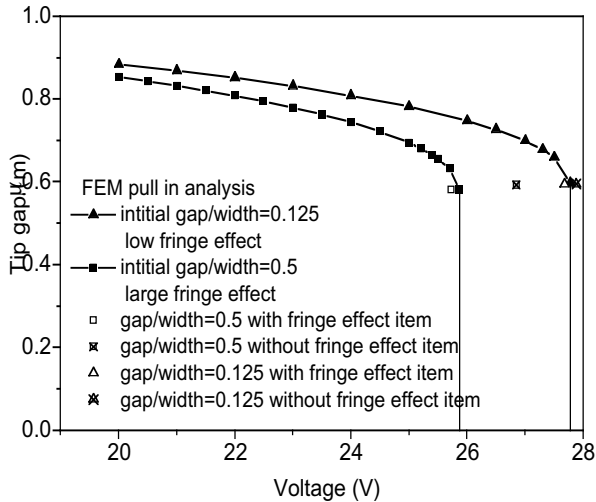 1.0
0.8
0.6
0.4
0.2
0.0
Tip gap(μm)
FEM pull in analysis
intitial gap/width=0.125
low fringe effect
intitial gap/width=0.5
large fringe effect
gap/width=0.5 with fringe effect item
gap/width=0.5 without fringe effect item
gap/width=0.125 with fringe effect item
gap/width=0.125 without fringe effect item
20 22 24 26 28
Voltage (V)